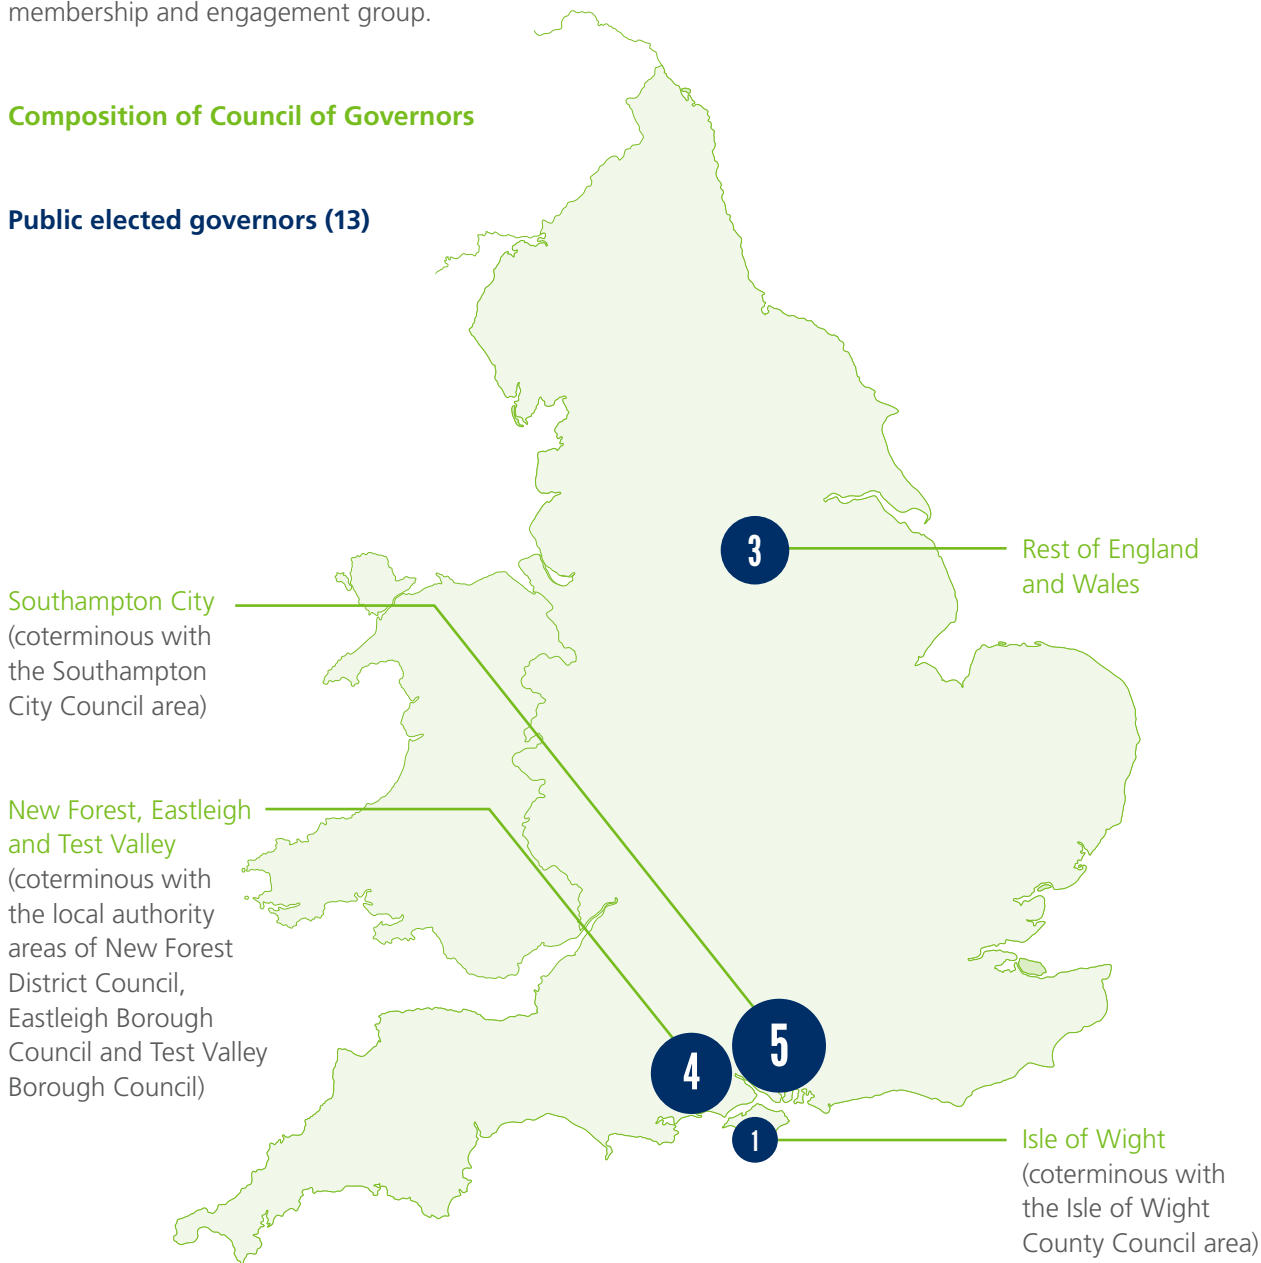 membership and engagement group.
Composition of Council of Governors
Public elected governors (13)
3
Rest of England
and Wales
Southampton City
(coterminous with
the Southampton
City Council area)
New Forest, Eastleigh
and Test Valley
(coterminous with
the local authority
areas of New Forest
District Council,
Eastleigh Borough
Council and Test Valley
Borough Council)
5
4
1
Isle of Wight
(coterminous with
the Isle of Wight
County Council area)